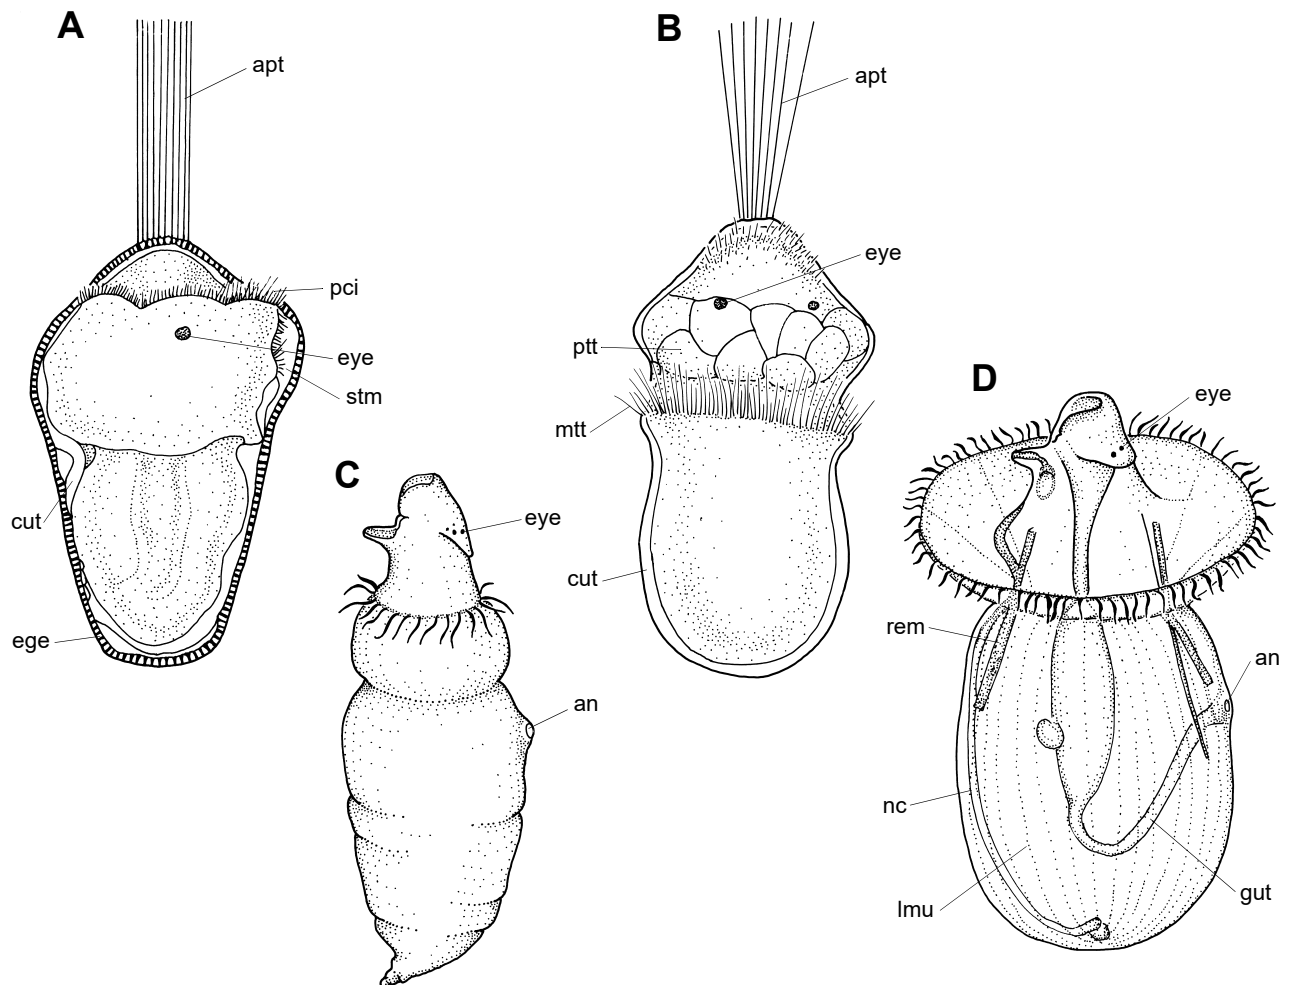 A
apt
pci
eye
stm
cut
ege
B
apt
eye
ptt
mtt
cut
C
eye
an
D
eye
rem
an
nc
lmu
gut